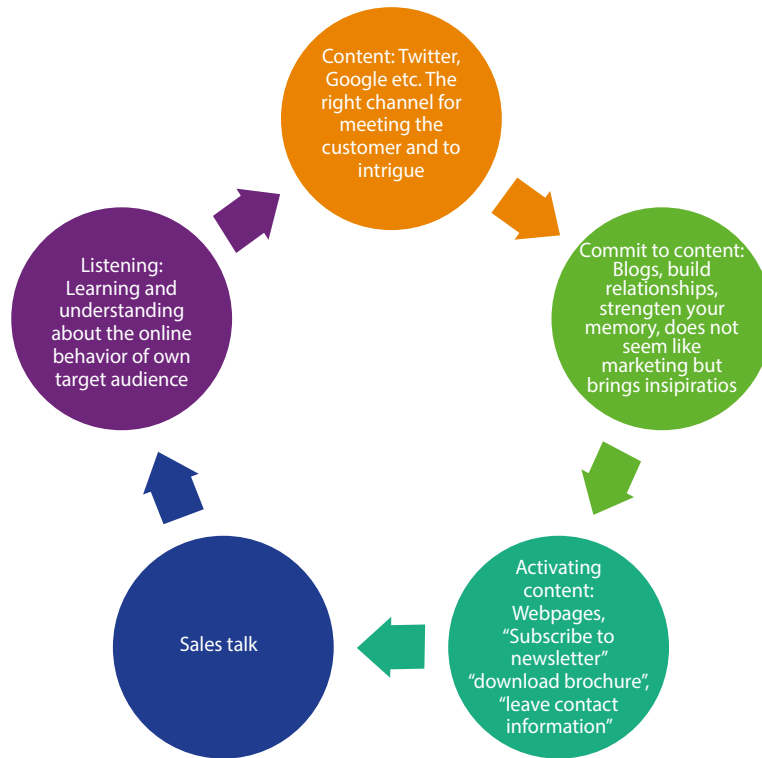 Content: Twitter,
Google etc. The
right channel for
meeting the
customer and to
intrigue
Commit to content:
Blogs, build
relationships,
strengthen your
memory, does not
seem like
marketing but
brings insipiratios
Activating
content:
Webpages,
“Subscribe to
newsletter”
“download brochure”,
“leave contact
information”
Sales talk
Listening:
Learning and
understanding
about the online
behavior of own
target audience